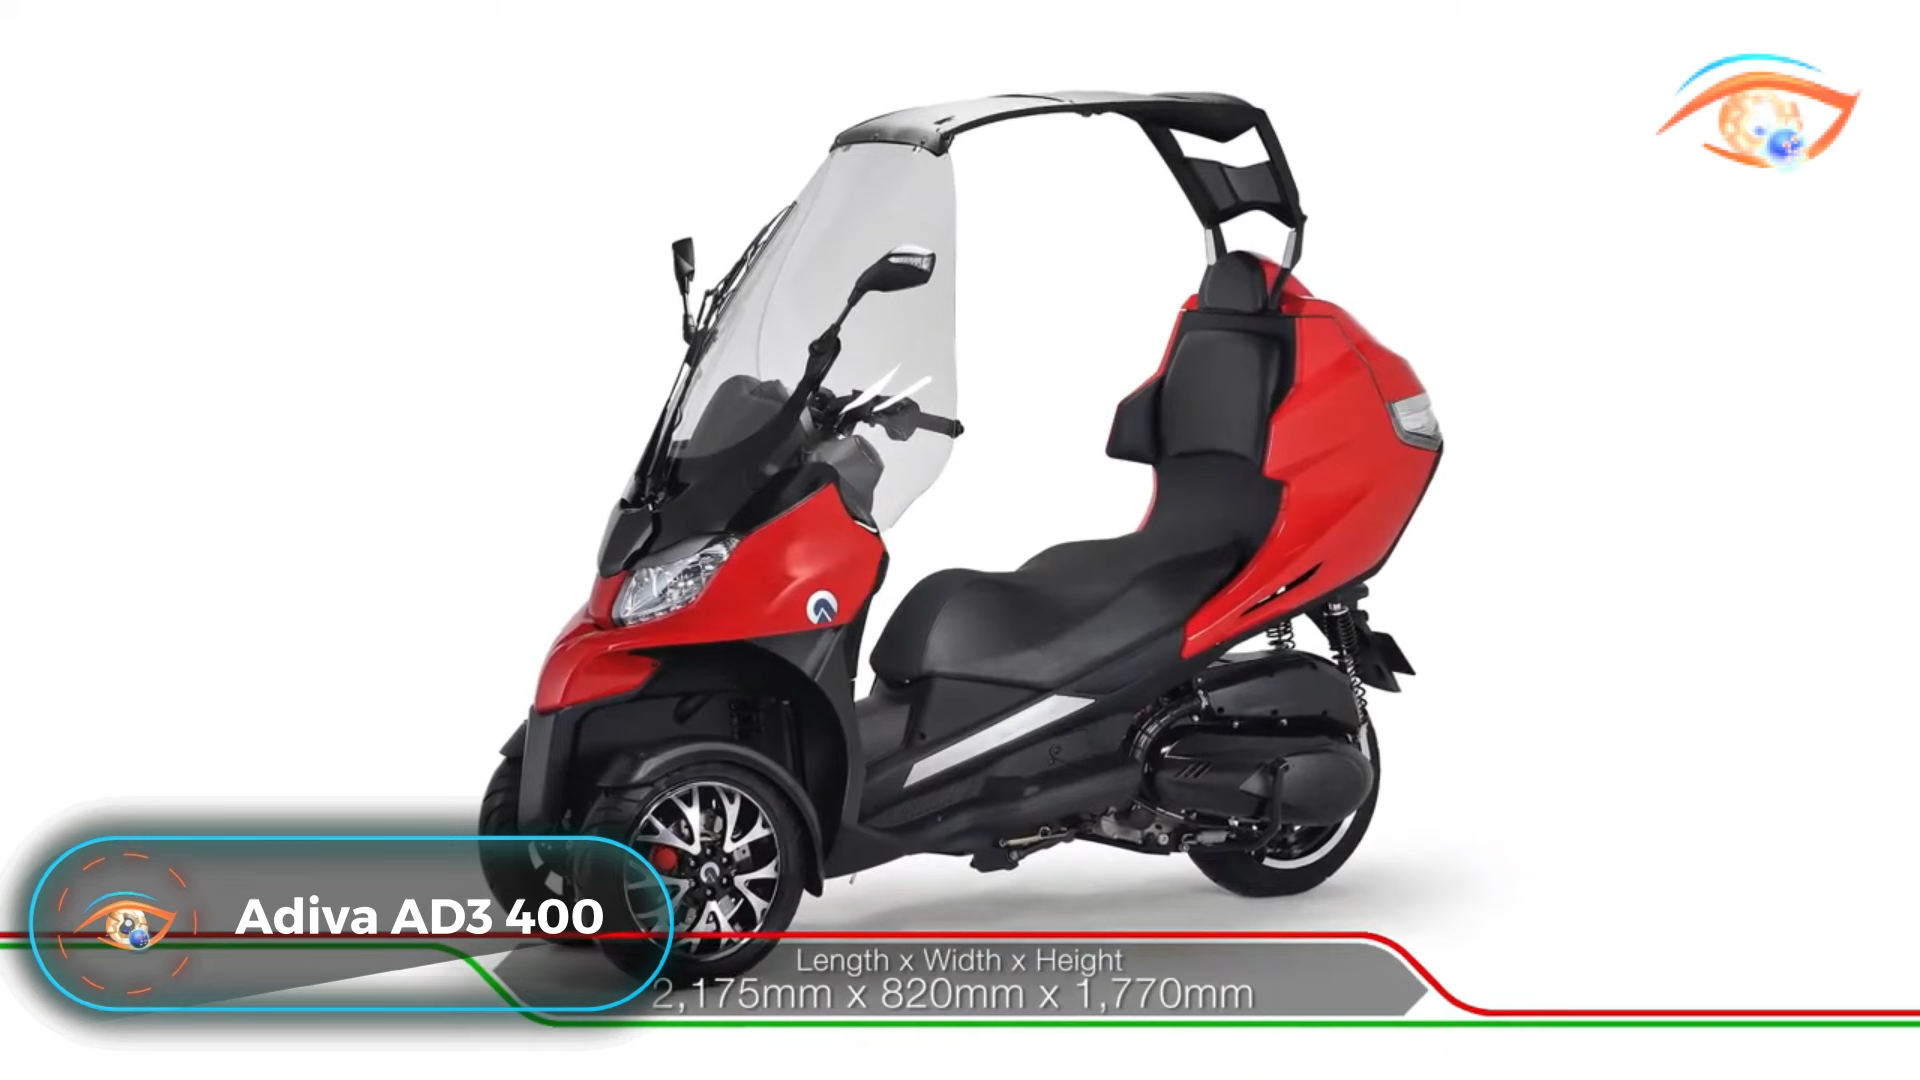 Adiva AD3 400
Length x Width x Height
2,175mm x 820mm x 1,770mm